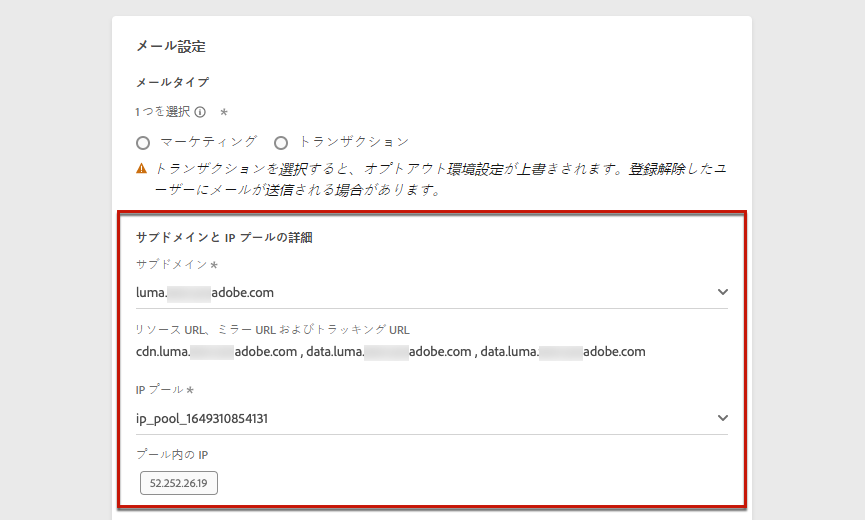 メール設定
メールタイプ
1 つを選択 *
マーケティング トランザクション
トランザクションを選択すると、オプトアウト環境設定が上書きされます。登録解除したユ
ーザーにメールが送信される場合があります。
サブドメインと IP プールの詳細
サブドメイン *
luma. adobe.com
リソース URL、ミラー URL およびトラッキング URL
cdn.luma. adobe.com , data.luma. adobe.com , data.luma. adobe.com
IP プール *
ip_pool_1649310854131
プール内の IP
52.252.26.19